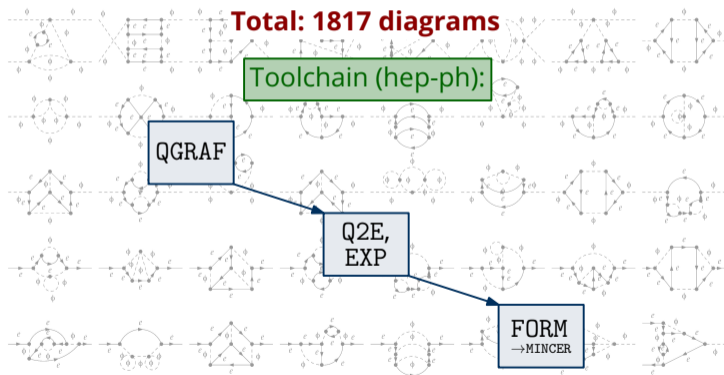 Total: 1817 diagrams
Toolchain (hep-ph):
QGRAF
Q2E,
EXP
FORM
→MINCER